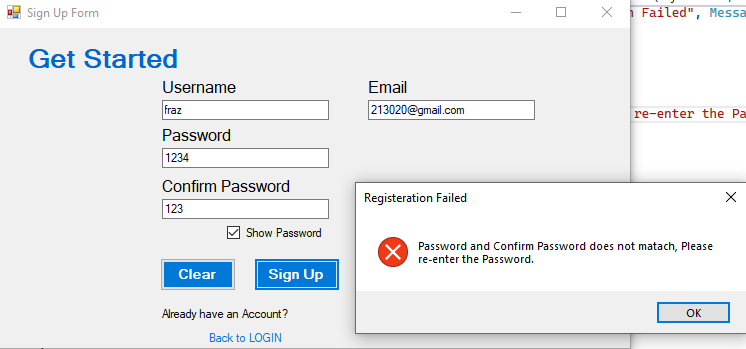 Sign Up Form
n Failed", Messa
Get Started
Username
Email
fraz
213020@gmail.com
re-enter the Pa
Password
1234
Confirm Password
123
Show Password
Clear
Sign Up
Already have an Account?
Back to LOGIN
Registeration Failed
Password and Confirm Password does not matach, Please
re-enter the Password.
OK